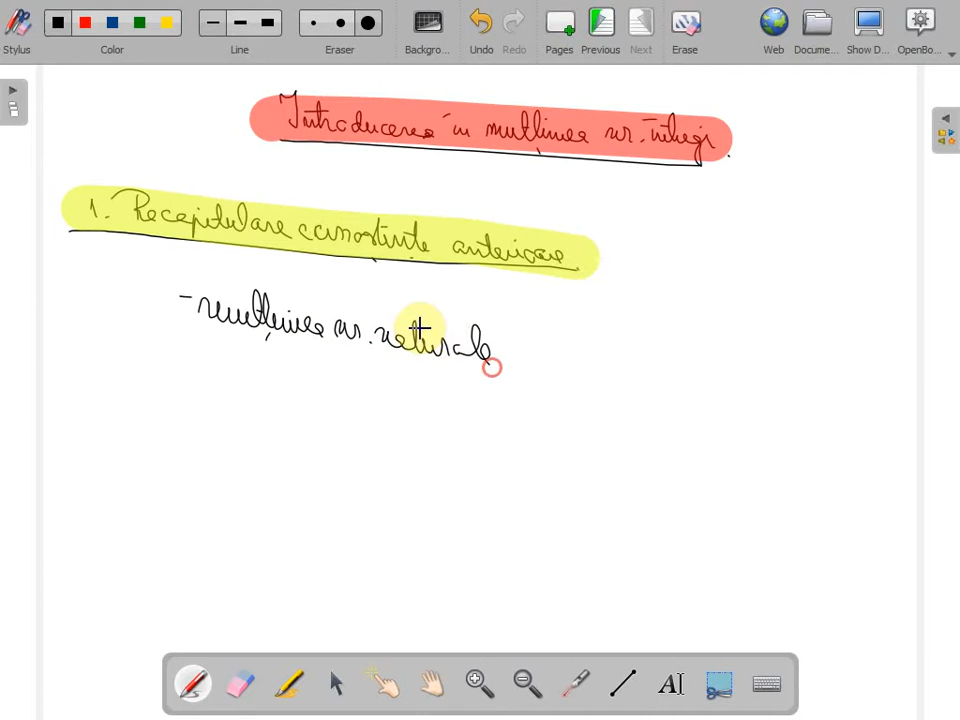 Stylus
Color
Line
Eraser
Backgro...
Undo
Redo
Pages
Previous
Next
Erase
Web
Docume...
Show D...
OpenBo...
Introducerea în mulțimea nr. întregi.
1. Recapitulare cunoștințe anterioare
- mulțimea nr. naturale